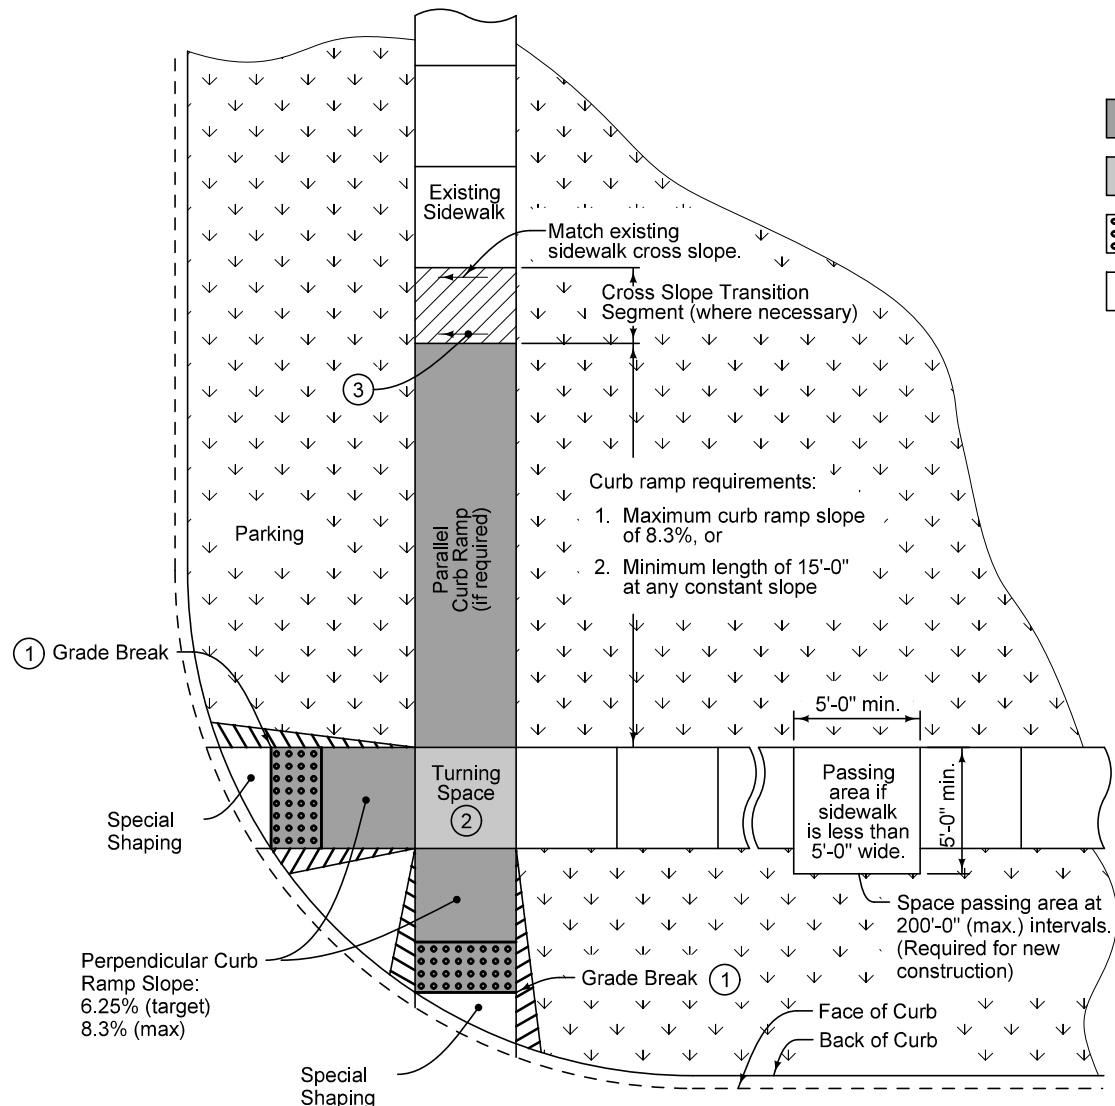 Existing
Sidewalk
Match existing
sidewalk cross slope.
Cross Slope Transition
Segment (where necessary)
3
Parallel
Curb Ramp
(if required)
Curb ramp requirements:
1. Maximum curb ramp slope
of 8.3%, or
2. Minimum length of 15'-0"
at any constant slope
Parking
1 Grade Break
5'-0" min.
Turning
Space
2
Passing
area if
sidewalk
is less than
5'-0" wide.
5'-0" min.
Special
Shaping
Space passing area at
200'-0" (max.) intervals.
(Required for new
construction)
Perpendicular Curb
Ramp Slope:
6.25% (target)
8.3% (max)
Grade Break 1
Face of Curb
Back of Curb
Special
Shaping